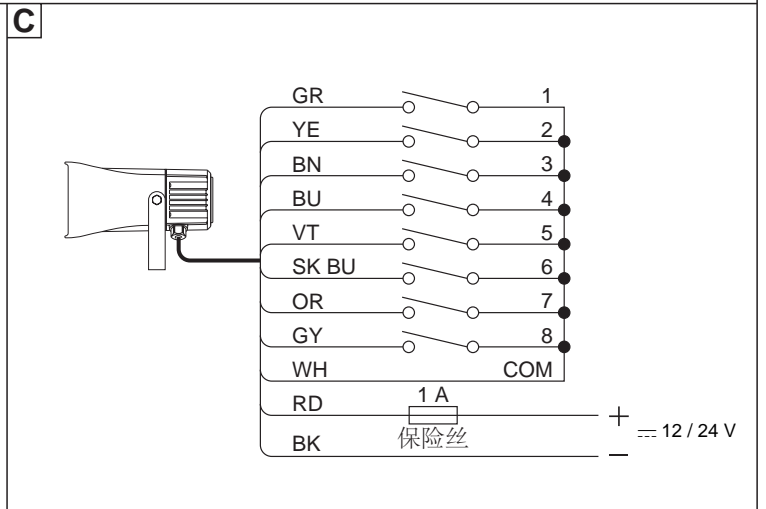 C
GR 1
YE 2
BN 3
BU 4
VT 5
SK BU 6
OR 7
GY 8
WH COM
RD 1 A +
保险丝
12 / 24 V
BK −